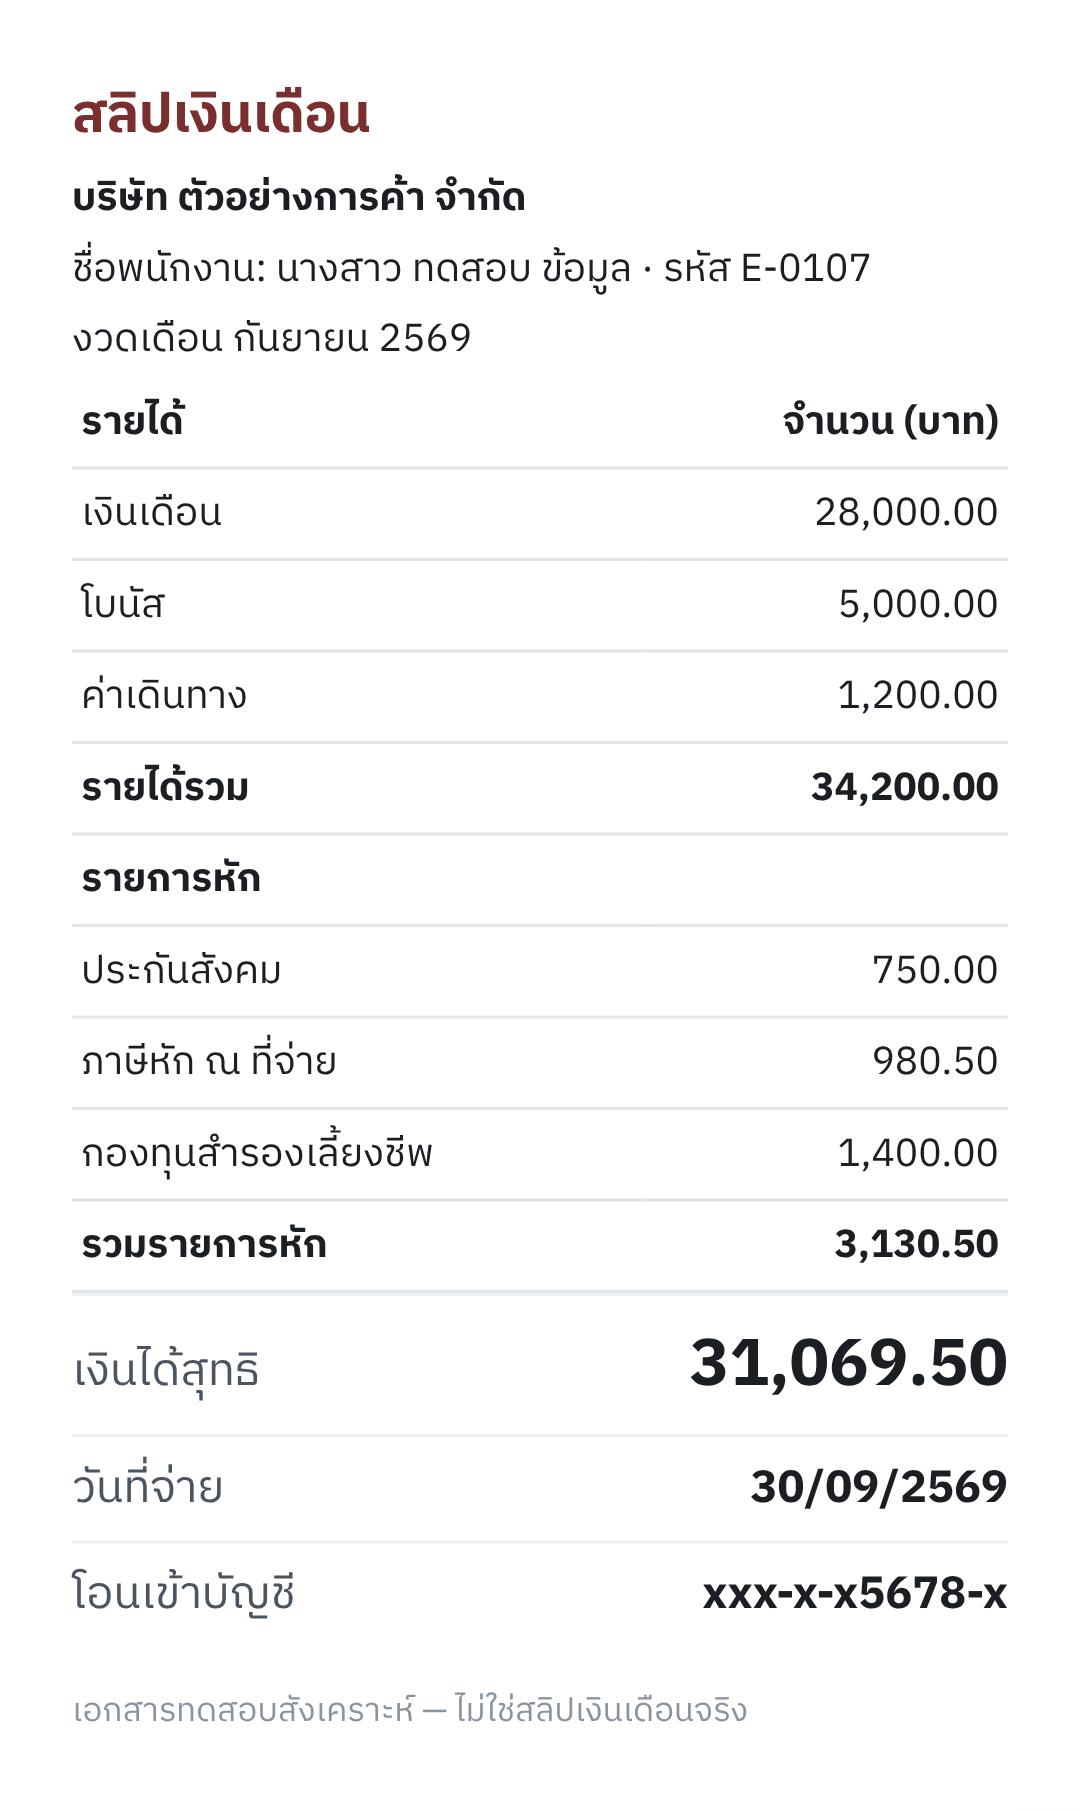 สลิปเงินเดือน
บริษัท ตัวอย่างการค้า จำกัด
ชื่อพนักงาน: นางสาว ทดสอบ ข้อมูล · รหัส E-0107
งวดเดือน กันยายน 2569
รายได้ จำนวน (บาท)
เงินเดือน 28,000.00
โบนัส 5,000.00
ค่าเดินทาง 1,200.00
รายได้รวม 34,200.00
รายการหัก
ประกันสังคม 750.00
ภาษีหัก ณ ที่จ่าย 980.50
กองทุนสำรองเลี้ยงชีพ 1,400.00
รวมรายการหัก 3,130.50
เงินได้สุทธิ 31,069.50
วันที่จ่าย 30/09/2569
โอนเข้าบัญชี xxx-x-x5678-x
เอกสารทดสอบสังเคราะห์ — ไม่ใช่สลิปเงินเดือนจริง